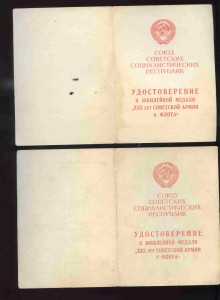 СОЮЗ
СОВЕТСКИХ
СОЦИАЛИСТИЧЕСКИХ
РЕСПУБЛИК
УДОСТОВЕРЕНИЕ
К ЮБИЛЕЙНОЙ МЕДАЛИ
„XXX ЛЕТ СОВЕТСКОЙ АРМИИ
И ФЛОТА“
СОЮЗ
СОВЕТСКИХ
СОЦИАЛИСТИЧЕСКИХ
РЕСПУБЛИК
УДОСТОВЕРЕНИЕ
К ЮБИЛЕЙНОЙ МЕДАЛИ
„XXX ЛЕТ СОВЕТСКОЙ АРМИИ
И ФЛОТА“